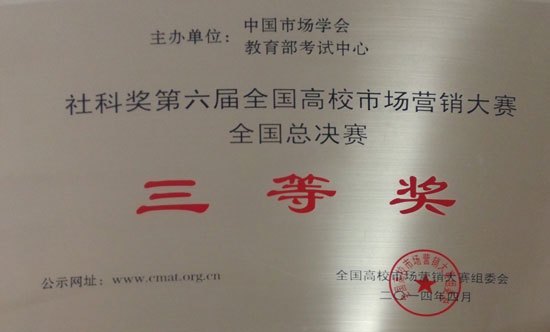 主办单位：
中国市场学会
教育部考试中心
社科奖第六届全国高校市场营销大赛
全国总决赛
三等奖
公示网址：www.cmat.org.cn
全国高校市场营销大赛组委会
二〇一四年四月